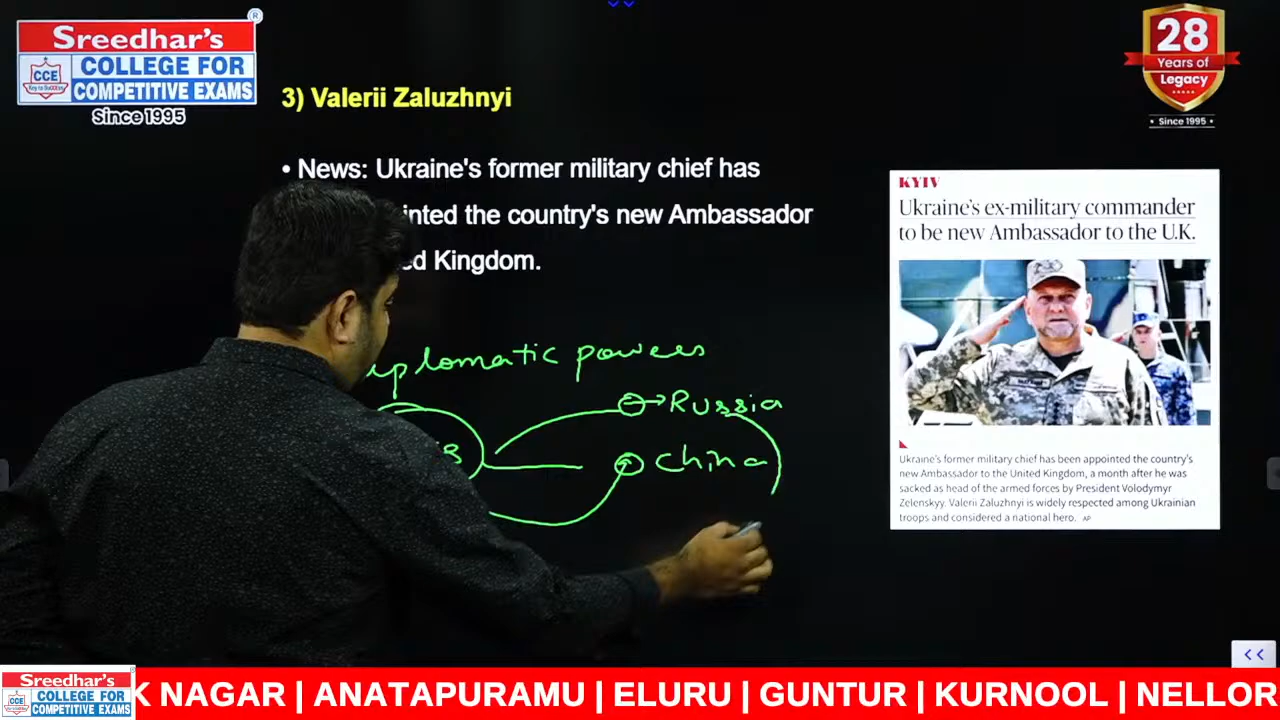 Sreedhar's
CCE
Key to Success
COLLEGE FOR
COMPETITIVE EXAMS
Since 1995
28
Years of
Legacy
• Since 1995 •
3) Valerii Zaluzhnyi
• News: Ukraine's former military chief has
inted the country's new Ambassador
ed Kingdom.
iplomatic powers
Russia
China
KYIV
Ukraine's ex-military commander
to be new Ambassador to the U.K.
Ukraine's former military chief has been appointed the country's
new Ambassador to the United Kingdom, a month after he was
sacked as head of the armed forces by President Volodymyr
Zelenskyy. Valerii Zaluzhnyi is widely respected among Ukrainian
troops and considered a national hero. AP
<<
Sreedhar's
CCE
COLLEGE FOR
COMPETITIVE EXAMS
K NAGAR | ANATAPURAMU | ELURU | GUNTUR | KURNOOL | NELLOR